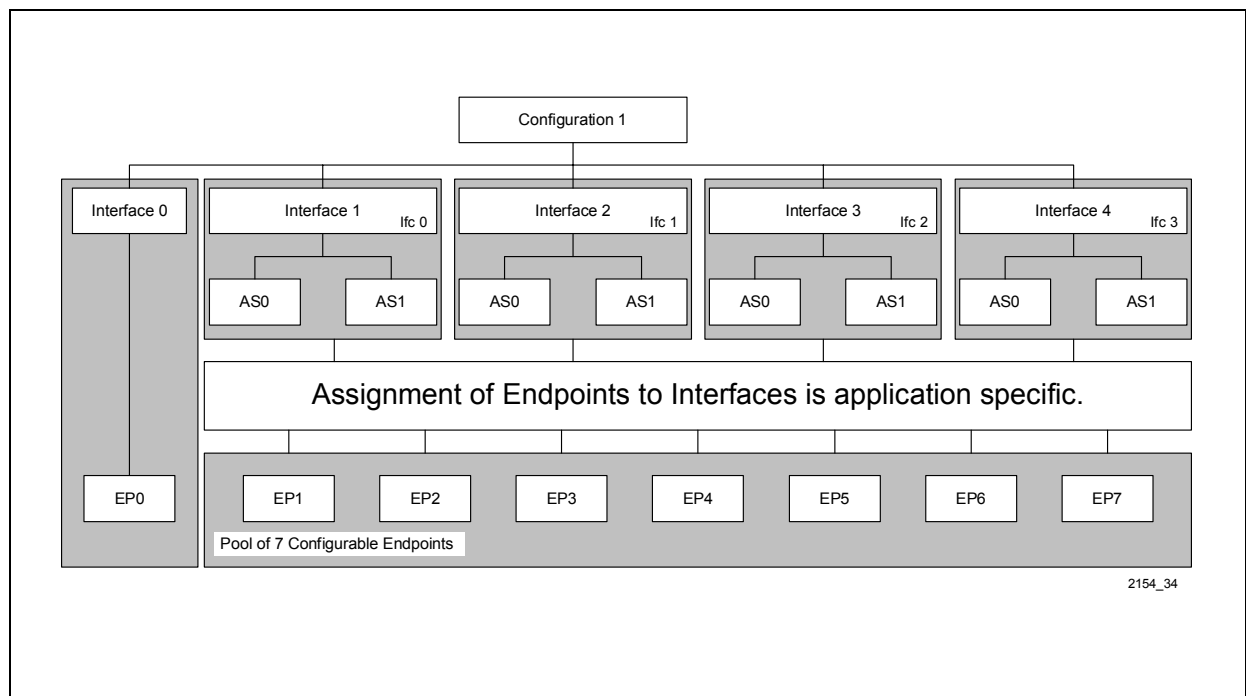 Configuration 1
Interface 0
Interface 1
Ifc 0
Interface 2
Ifc 1
Interface 3
Ifc 2
Interface 4
Ifc 3
AS0
AS1
AS0
AS1
AS0
AS1
AS0
AS1
Assignment of Endpoints to Interfaces is application specific.
EP0
EP1
EP2
EP3
EP4
EP5
EP6
EP7
Pool of 7 Configurable Endpoints
2154_34